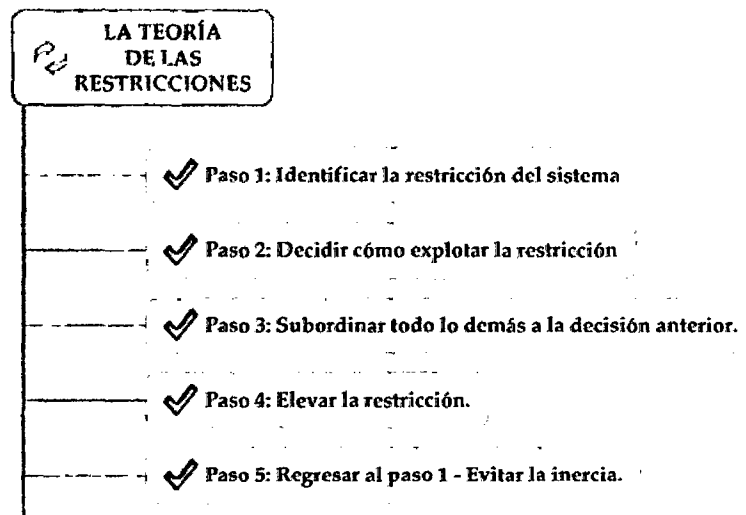 LA TEORÍA
DE LAS
RESTRICCIONES
Paso 1: Identificar la restricción del sistema
Paso 2: Decidir cómo explotar la restricción
Paso 3: Subordinar todo lo demás a la decisión anterior.
Paso 4: Elevar la restricción.
Paso 5: Regresar al paso 1 - Evitar la inercia.